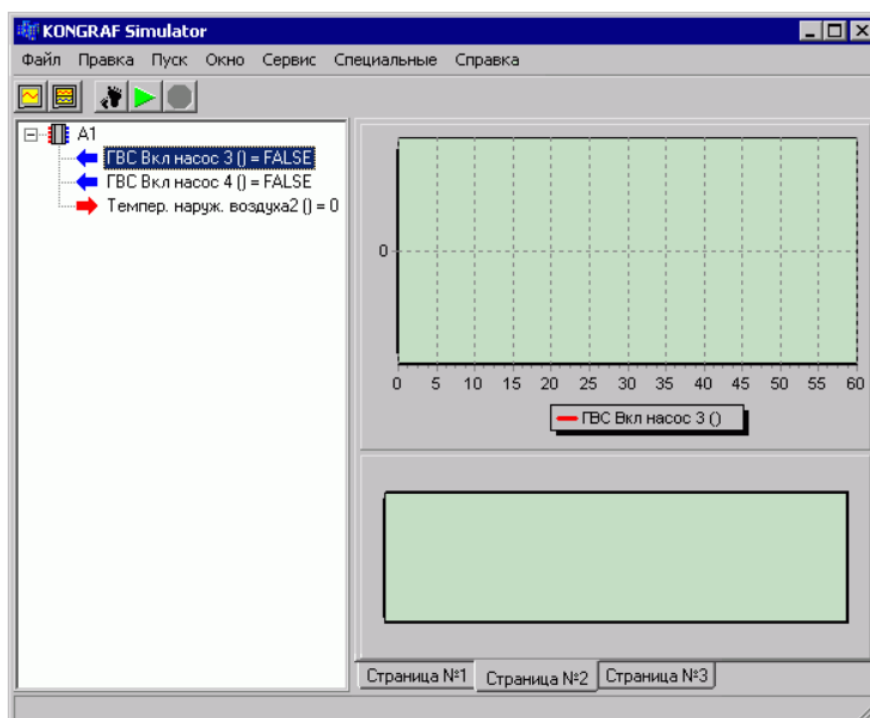 KONGRAF Simulator
Файл Правка Пуск Окно Сервис Специальные Справка
A1
ГВС Вкл насос 3 () = FALSE
ГВС Вкл насос 4 () = FALSE
Темпер. наруж. воздуха2 () = 0
0
0 5 10 15 20 25 30 35 40 45 50 55 60
ГВС Вкл насос 3 ()
Страница №1 Страница №2 Страница №3